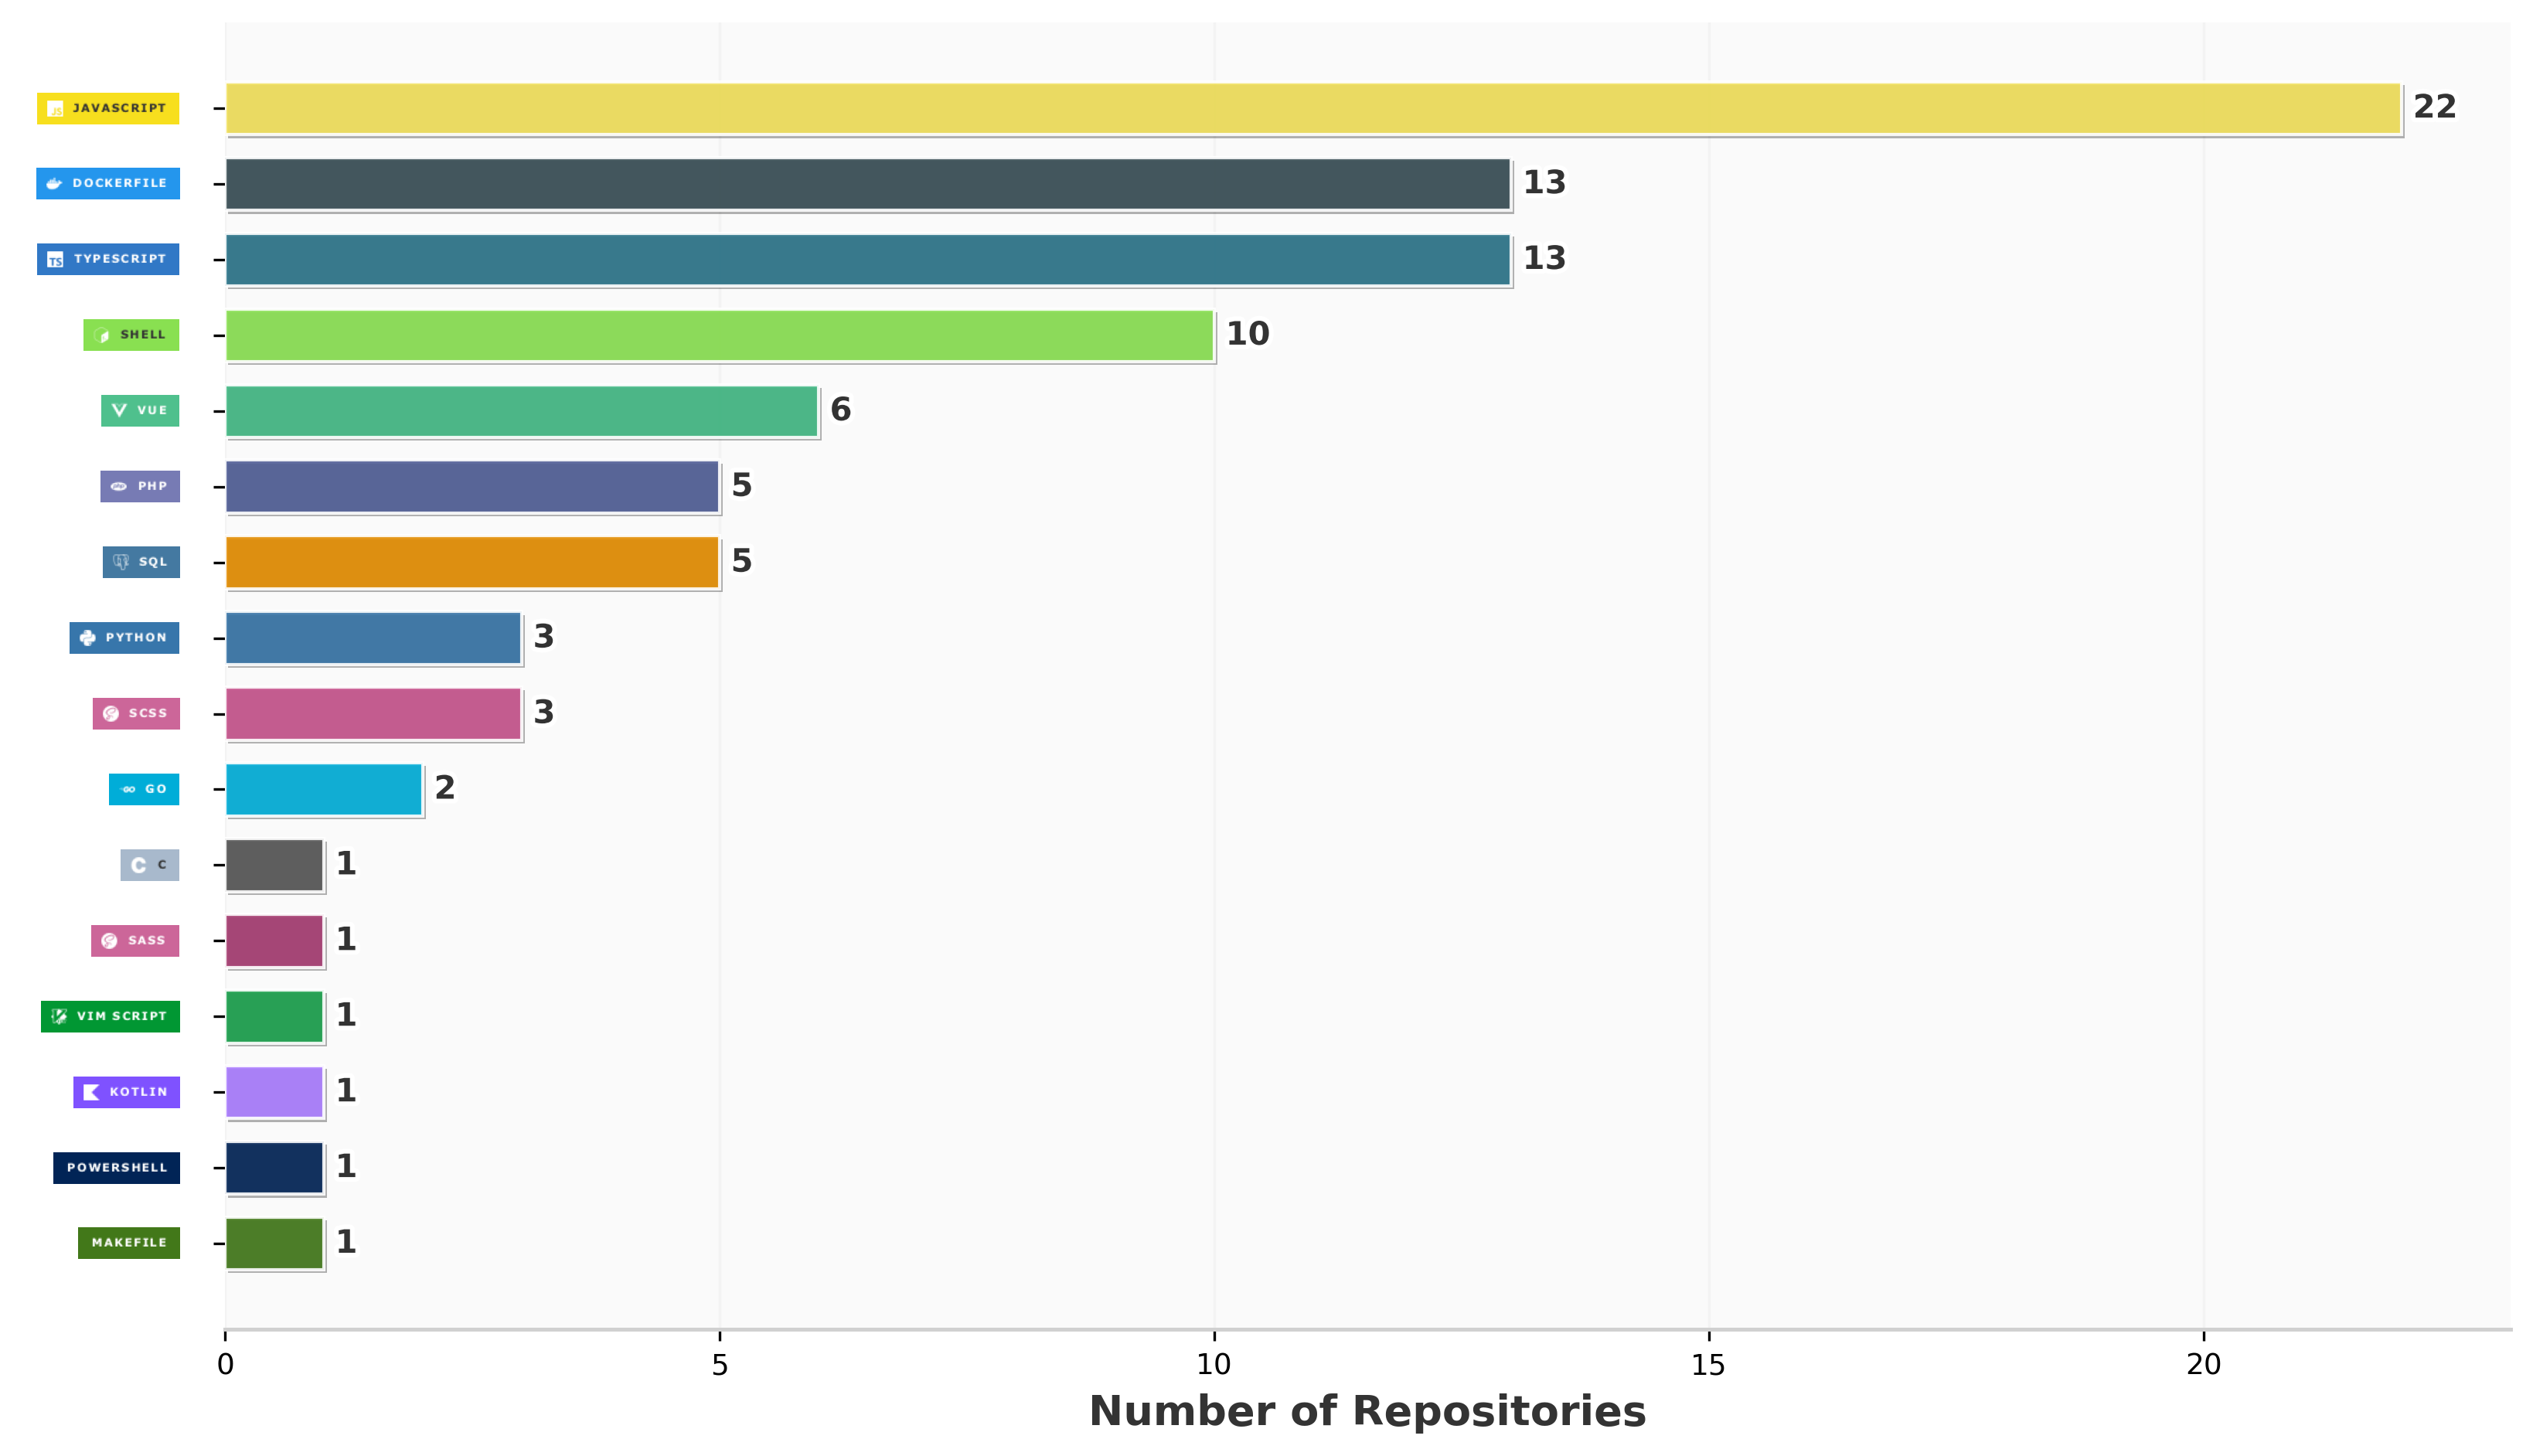 JAVASCRIPT 22
DOCKERFILE 13
TS TYPESCRIPT 13
SHELL 10
VUE 6
PHP 5
SQL 5
PYTHON 3
SCSS 3
GO GO 2
C C 1
SASS 1
VIM SCRIPT 1
KOTLIN 1
POWERSHELL 1
MAKEFILE 1
0 5 10 15 20
Number of Repositories